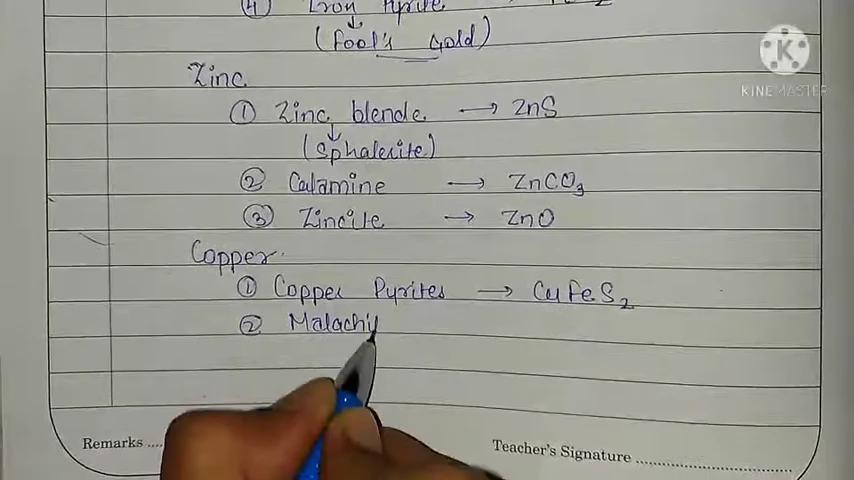 ④ Iron Pyrite
(Fool's Gold)
KINEMASTER
Zinc
① Zinc blende → ZnS
(Sphalerite)
② Calamine → ZnCO₃
③ Zincite → ZnO
Copper
① Copper Pyrites → CuFeS₂
② Malachi
Remarks ....
Teacher's Signature ................